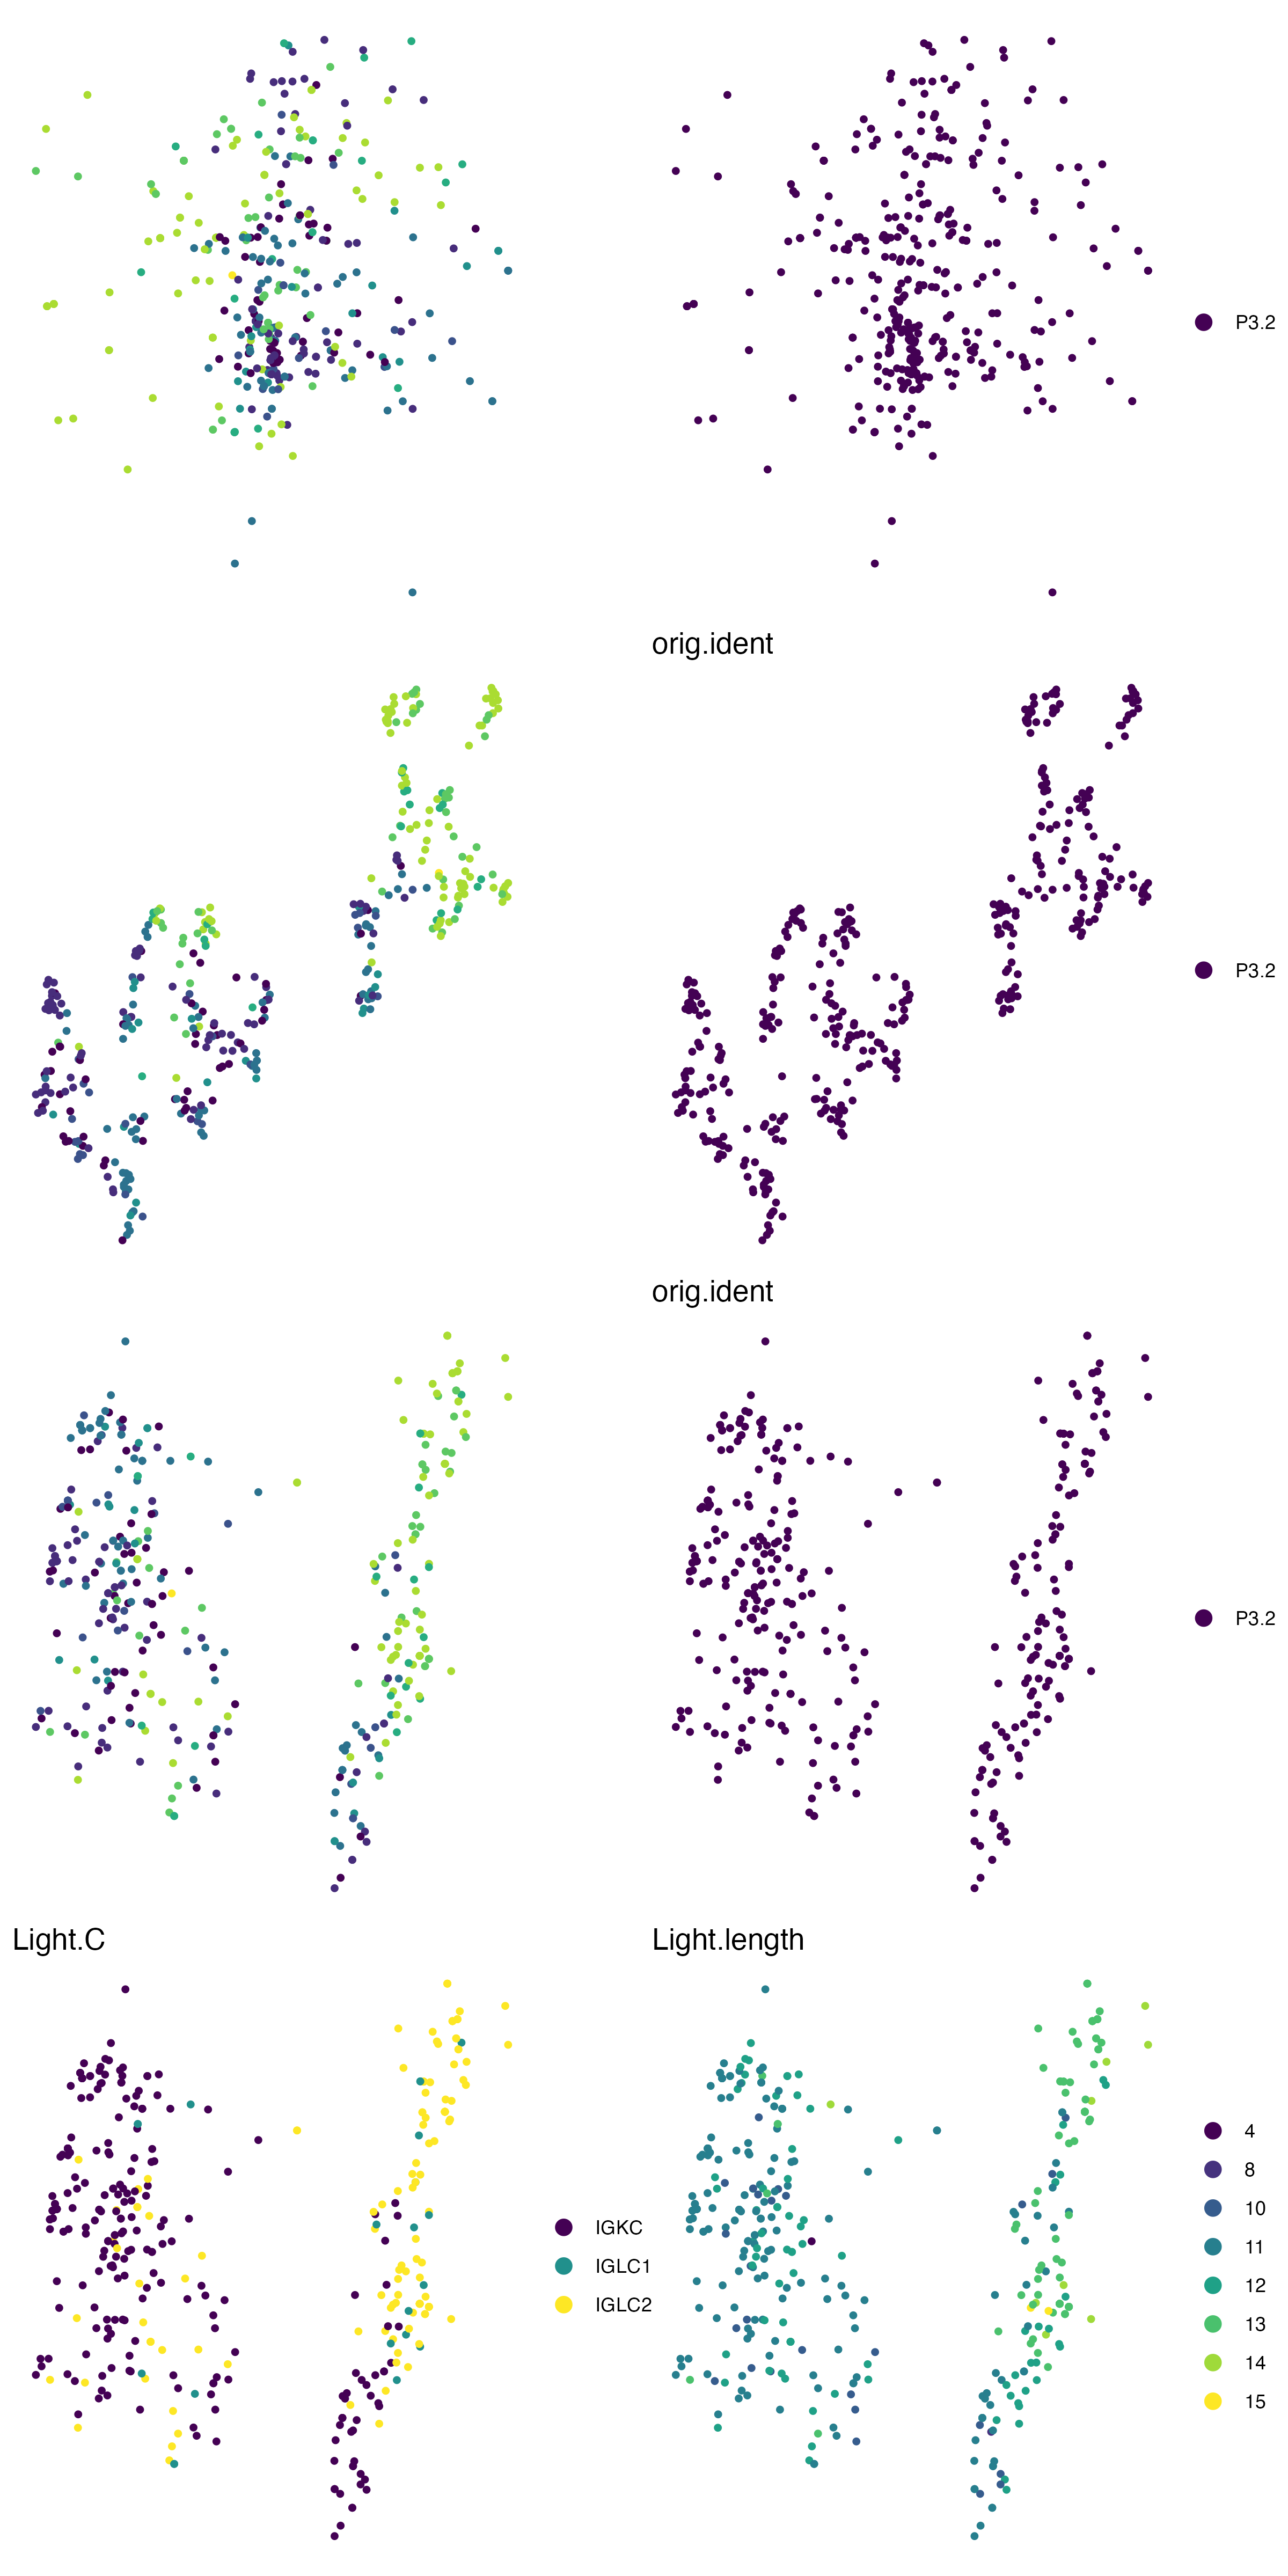 P3.2
orig.ident
P3.2
orig.ident
P3.2
Light.C
IGKC
IGLC1
IGLC2
Light.length
4
8
10
11
12
13
14
15